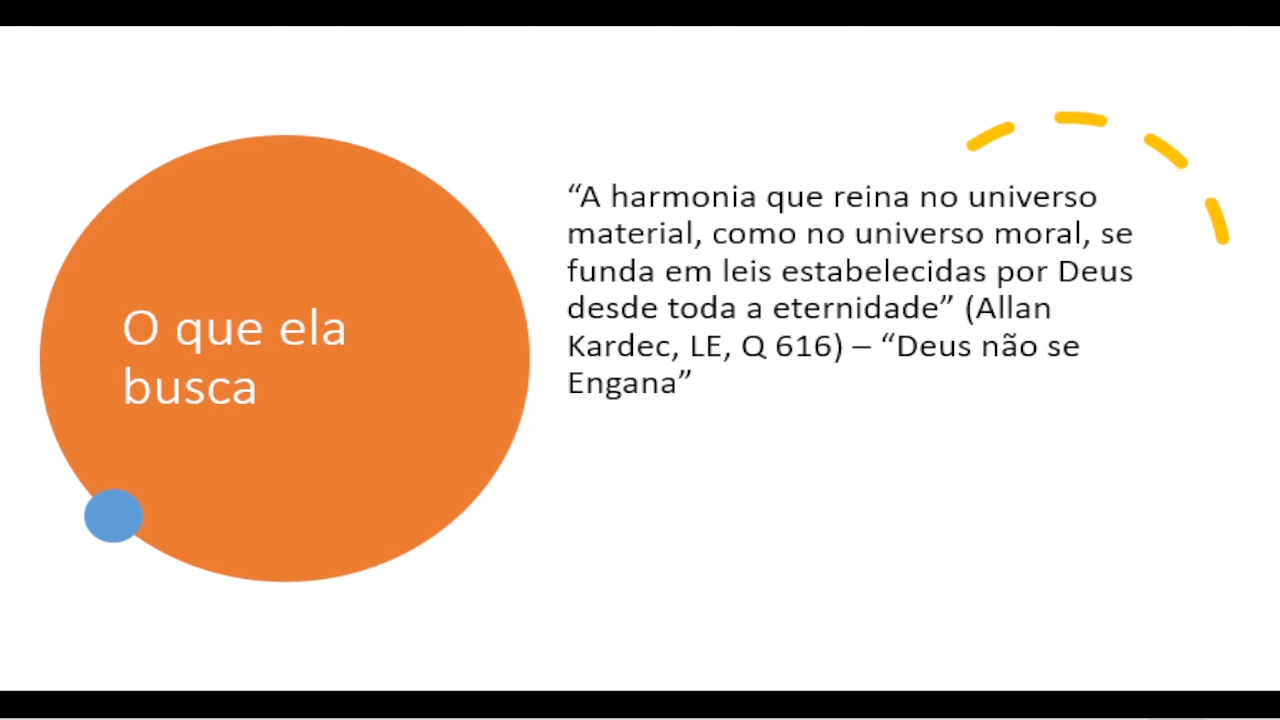 O que ela
busca
“A harmonia que reina no universo
material, como no universo moral, se
funda em leis estabelecidas por Deus
desde toda a eternidade” (Allan
Kardec, LE, Q 616) – “Deus não se
Engana”